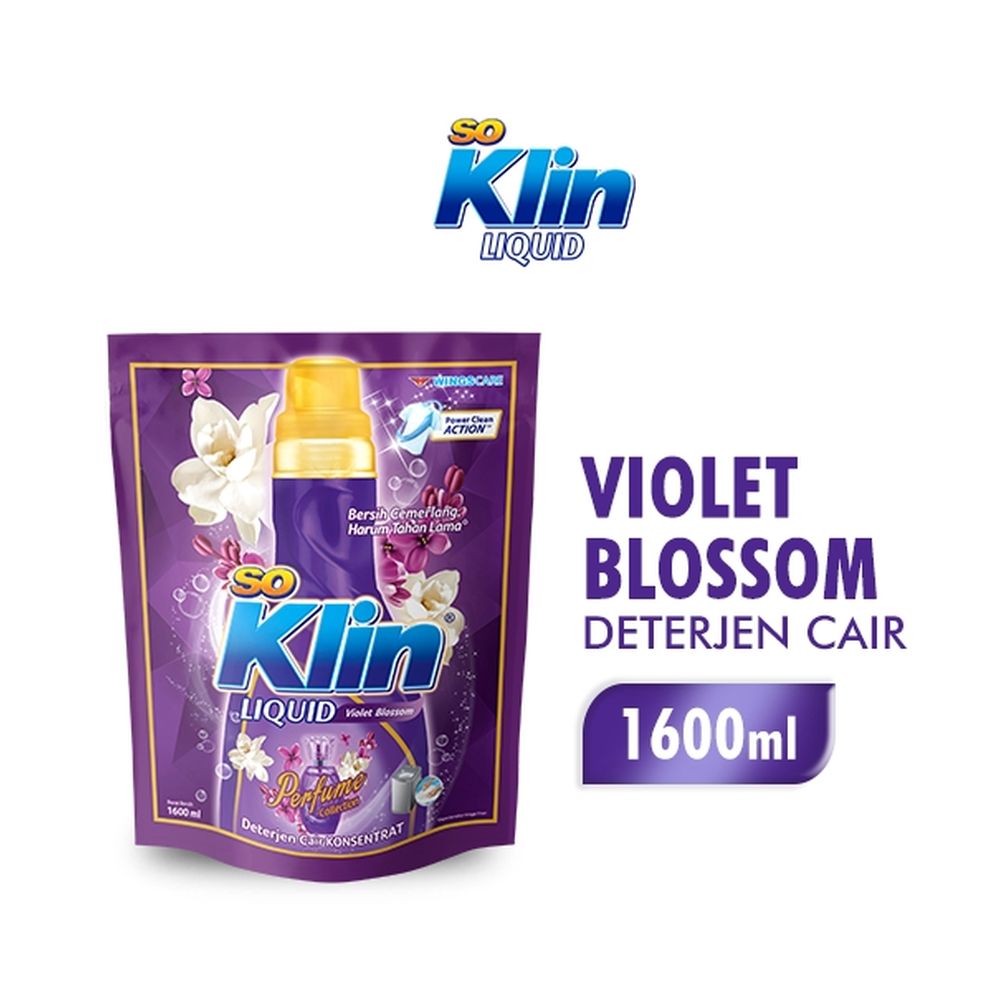 SO
Klin
LIQUID
WINGSCARE
Power Clean
ACTION™
Bersih Cemerlang,
Harum Tahan Lama
SO
Klin
LIQUID Violet Blossom
Perfume
Collection
1600 ml
Deterjen Cair KONSENTRAT
VIOLET
BLOSSOM
DETERJEN CAIR
1600ml